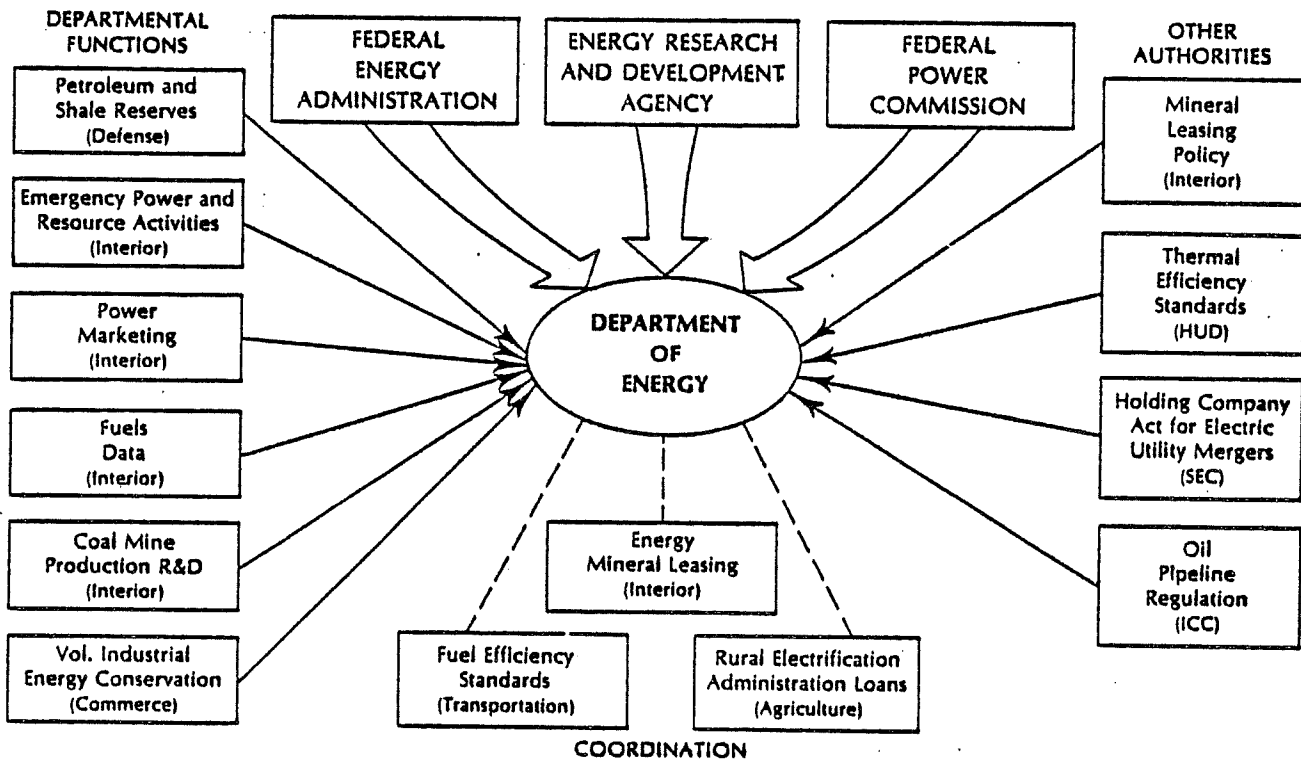 DEPARTMENTAL
FUNCTIONS
Petroleum and
Shale Reserves
(Defense)
Emergency Power and
Resource Activities
(Interior)
Power
Marketing
(Interior)
Fuels
Data
(Interior)
Coal Mine
Production R&D
(Interior)
Vol. Industrial
Energy Conservation
(Commerce)
FEDERAL
ENERGY
ADMINISTRATION
ENERGY RESEARCH
AND DEVELOPMENT
AGENCY
FEDERAL
POWER
COMMISSION
DEPARTMENT
OF
ENERGY
Energy
Mineral Leasing
(Interior)
Fuel Efficiency
Standards
(Transportation)
Rural Electrification
Administration Loans
(Agriculture)
COORDINATION
OTHER
AUTHORITIES
Mineral
Leasing
Policy
(Interior)
Thermal
Efficiency
Standards
(HUD)
Holding Company
Act for Electric
Utility Mergers
(SEC)
Oil
Pipeline
Regulation
(ICC)